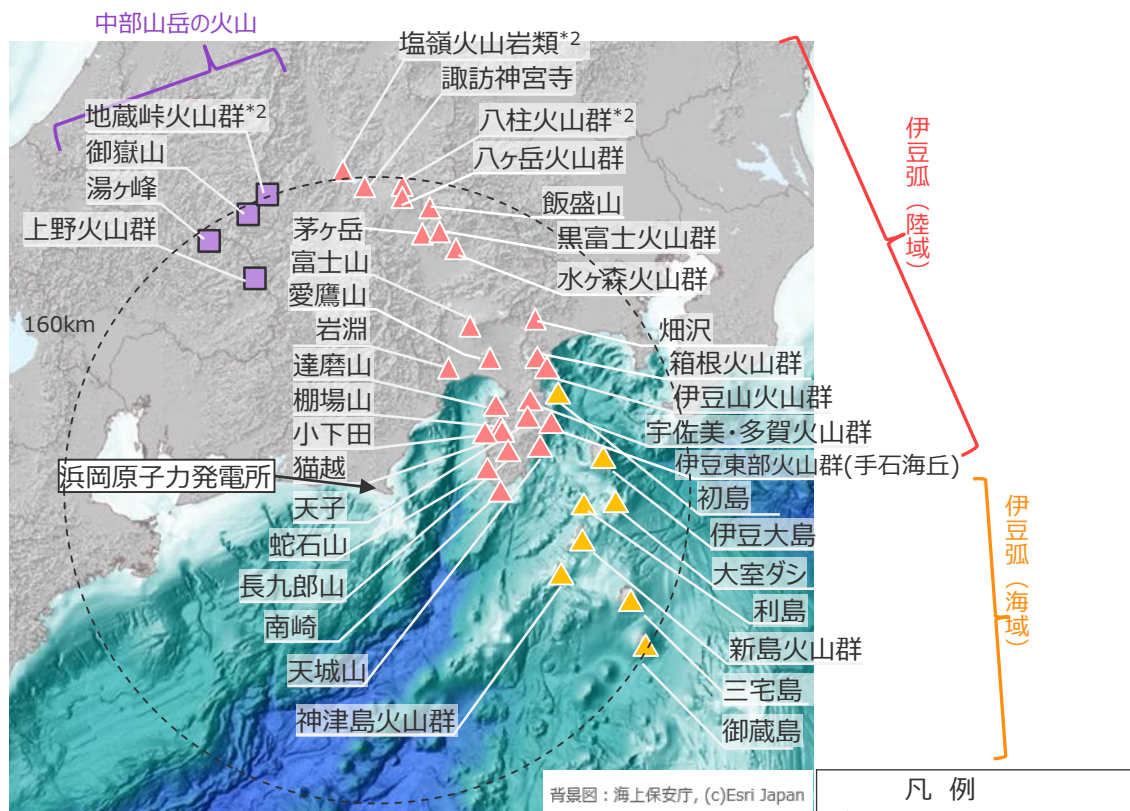 中部山岳の火山
塩嶺火山岩類*2
諏訪神宮寺
地蔵峠火山群*2
八柱火山群*2
御嶽山
八ヶ岳火山群
湯ヶ峰
飯盛山
上野火山群
茅ヶ岳
黒富士火山群
富士山
水ヶ森火山群
愛鷹山
160km
岩淵
畑沢
達磨山
箱根火山群
棚場山
伊豆山火山群
小下田
宇佐美・多賀火山群
猫越
伊豆東部火山群(手石海丘)
浜岡原子力発電所
天子
初島
蛇石山
伊豆大島
長九郎山
大室ダシ
南崎
利島
天城山
新島火山群
神津島火山群
三宅島
御蔵島
伊豆弧（陸域）
伊豆弧（海域）
背景図：海上保安庁, (c)Esri Japan
凡 例